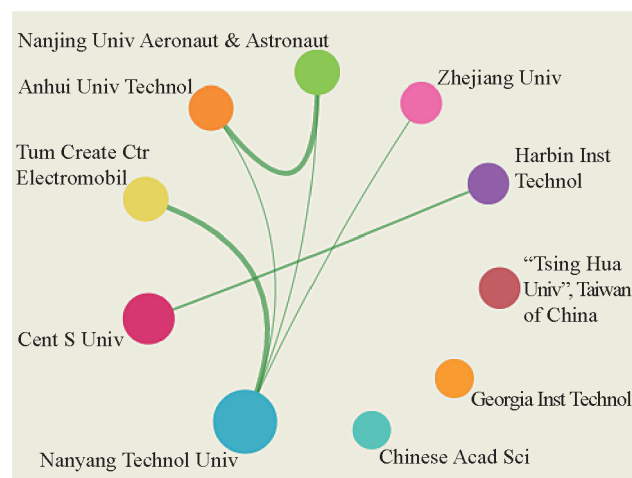 Nanjing Univ Aeronaut & Astronaut
Anhui Univ Technol
Zhejiang Univ
Tum Create Ctr
Electromobil
Harbin Inst
Technol
“Tsing Hua
Univ”, Taiwan
of China
Cent S Univ
Georgia Inst Technol
Nanyang Technol Univ
Chinese Acad Sci